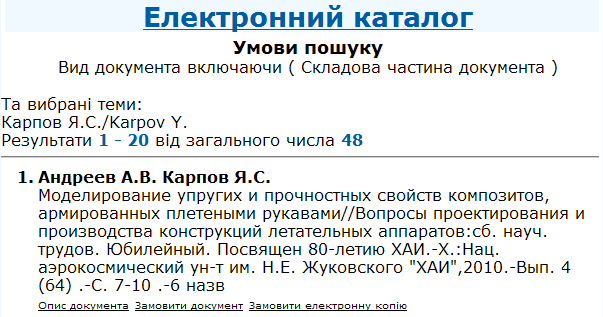 Електронний каталог
Умови пошуку
Вид документа включаючи ( Складова частина документа )
Та вибрані теми:
Карпов Я.С./Karpov Y.
Результати 1 - 20 від загального числа 48
1. Андреев А.В. Карпов Я.С.
Моделирование упругих и прочностных свойств композитов,
армированных плетеными рукавами//Вопросы проектирования и
производства конструкций летательных аппаратов:сб. науч.
трудов. Юбилейный. Посвящен 80-летию ХАИ.-Х.:Нац.
аэрокосмический ун-т им. Н.Е. Жуковского "ХАИ",2010.-Вып. 4
(64) .-С. 7-10 .-6 назв
Опис документа Замовити документ Замовити електронну копію